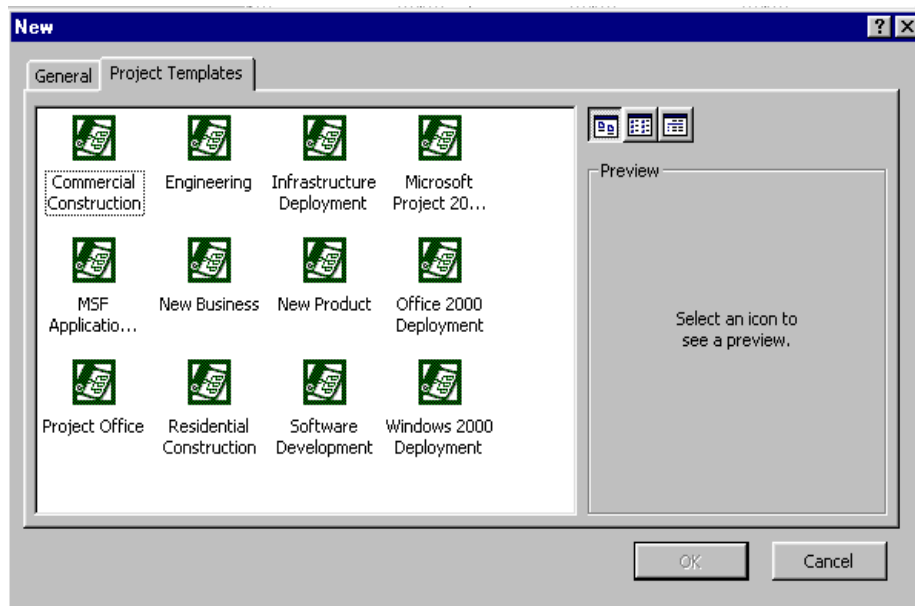 New
General
Project Templates
Commercial
Construction
Engineering
Infrastructure
Deployment
Microsoft
Project 20...
MSF
Applicatio...
New Business
New Product
Office 2000
Deployment
Project Office
Residential
Construction
Software
Development
Windows 2000
Deployment
Preview
Select an icon to
see a preview.
OK
Cancel